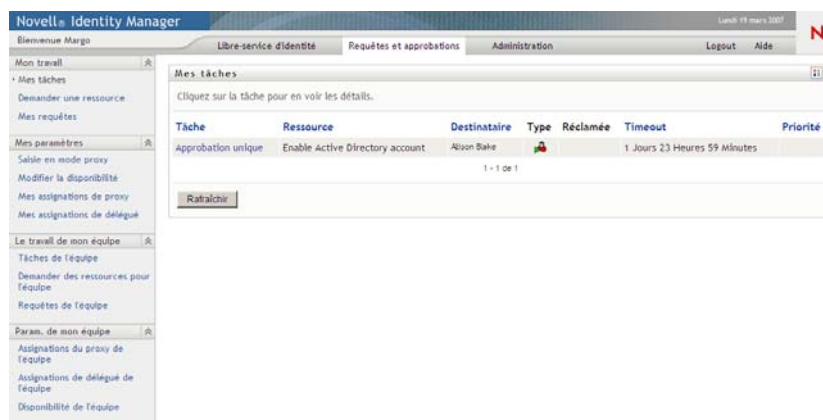 Novell® Identity Manager
Lundi 19 mars 2007
N
Bienvenue Margo
Libre-service d'identité
Requêtes et approbations
Administration
Logout
Aide
Mon travail
Mes tâches
Demander une ressource
Mes requêtes
Mes paramètres
Saisie en mode proxy
Modifier la disponibilité
Mes assignations de proxy
Mes assignations de délégué
Le travail de mon équipe
Tâches de l'équipe
Demander des ressources pour
l'équipe
Requêtes de l'équipe
Param. de mon équipe
Assignations du proxy de
l'équipe
Assignations de délégué de
l'équipe
Disponibilité de l'équipe
Mes tâches
Cliquez sur la tâche pour en voir les détails.
Tâche Ressource Destinataire Type Réclamée Timeout Priorité
Approbation unique Enable Active Directory account Alison Blake 1 Jours 23 Heures 59 Minutes
1 - 1 de 1
Rafraîchir